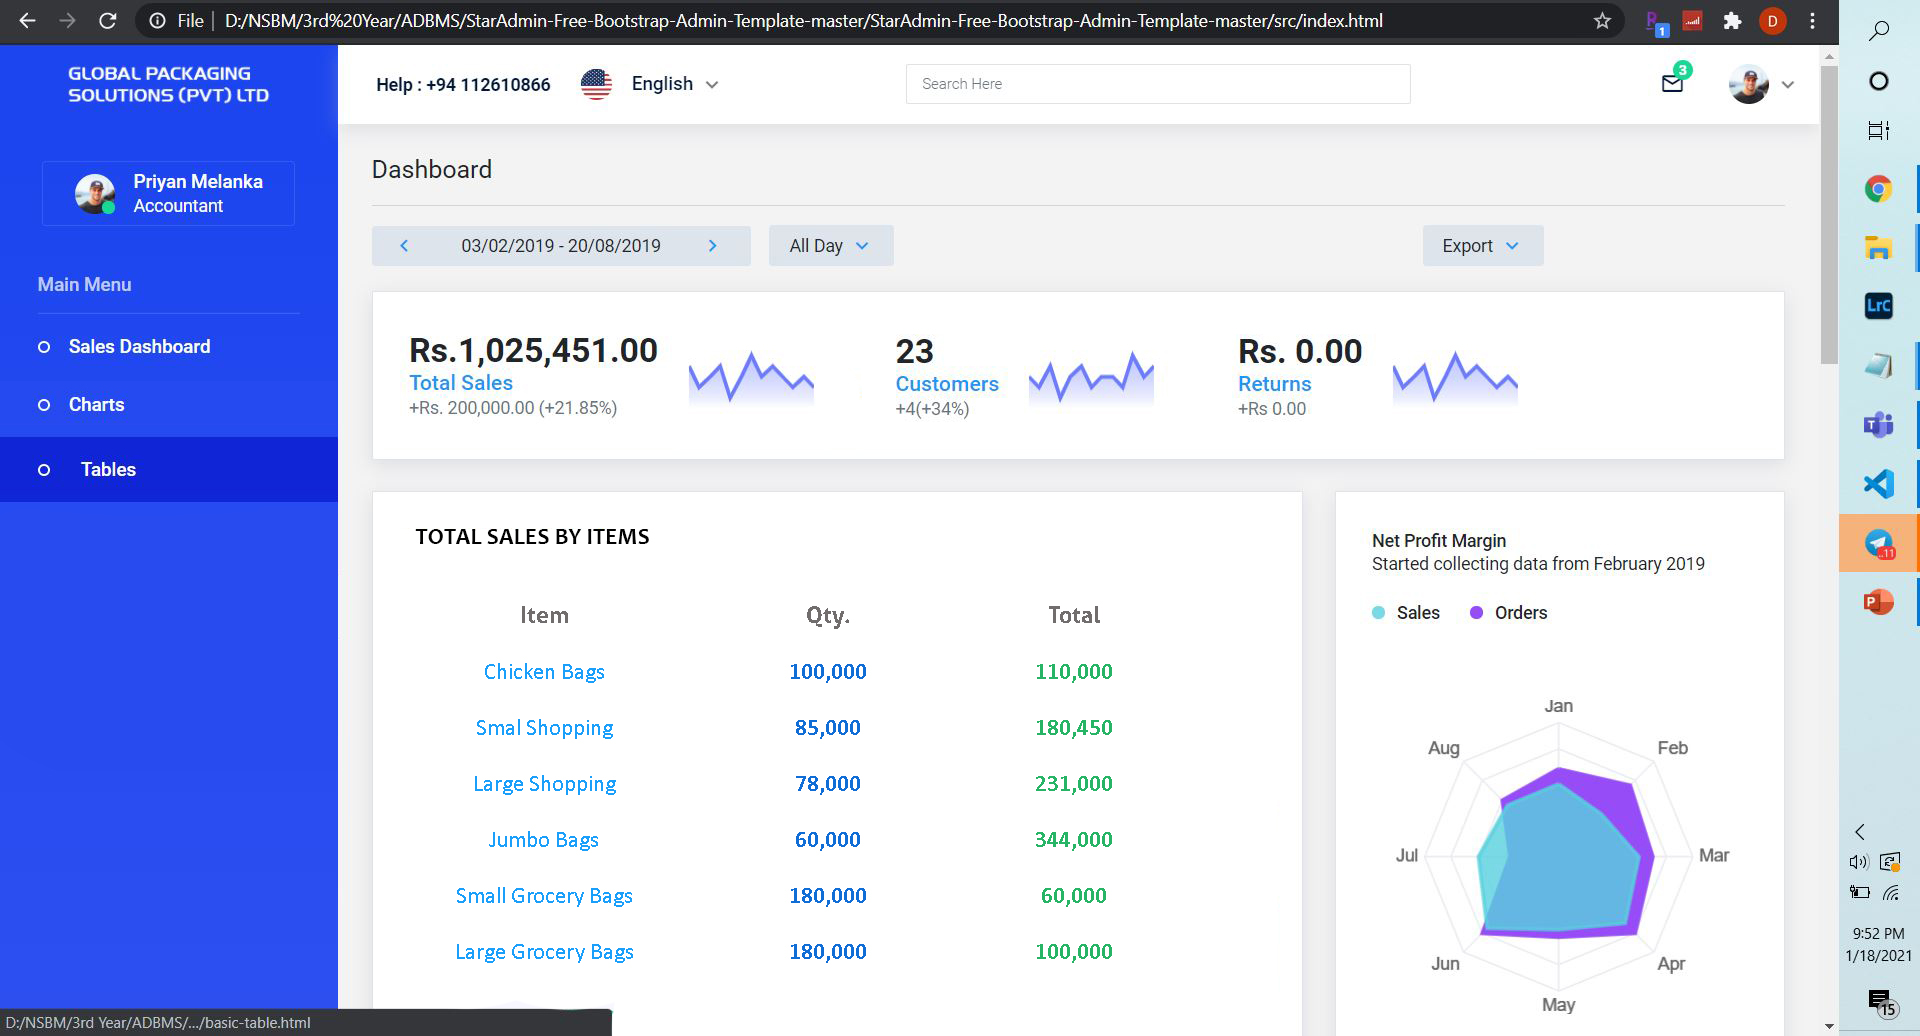 File
D:/NSBM/3rd%20Year/ADBMS/StarAdmin-Free-Bootstrap-Admin-Template-master/StarAdmin-Free-Bootstrap-Admin-Template-master/src/index.html
1
D
GLOBAL PACKAGING
SOLUTIONS (PVT) LTD
Help : +94 112610866
English
Search Here
3
Priyan Melanka
Accountant
Main Menu
Sales Dashboard
Charts
Tables
Dashboard
03/02/2019 - 20/08/2019
All Day
Export
Rs.1,025,451.00
Total Sales
+Rs. 200,000.00 (+21.85%)
23
Customers
+4(+34%)
Rs. 0.00
Returns
+Rs 0.00
TOTAL SALES BY ITEMS
Item Qty. Total
Chicken Bags 100,000 110,000
Smal Shopping 85,000 180,450
Large Shopping 78,000 231,000
Jumbo Bags 60,000 344,000
Small Grocery Bags 180,000 60,000
Large Grocery Bags 180,000 100,000
Net Profit Margin
Started collecting data from February 2019
Sales Orders
Jan
Feb
Mar
Apr
May
Jun
Jul
Aug
D:/NSBM/3rd Year/ADBMS/.../basic-table.html
LrC
T
..11
P
9:52 PM
1/18/2021
15